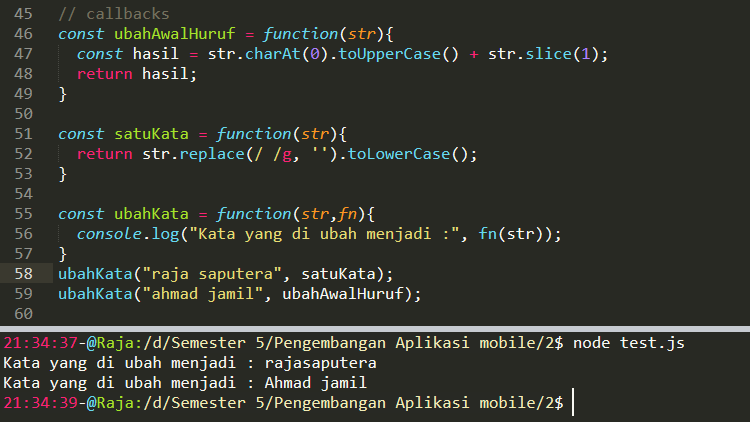 45 // callbacks
46 const ubahAwalHuruf = function(str){
47 const hasil = str.charAt(0).toUpperCase() + str.slice(1);
48 return hasil;
49 }
50
51 const satuKata = function(str){
52 return str.replace(/ /g, '').toLowerCase();
53 }
54
55 const ubahKata = function(str,fn){
56 console.log("Kata yang di ubah menjadi :", fn(str));
57 }
58 ubahKata("raja saputera", satuKata);
59 ubahKata("ahmad jamil", ubahAwalHuruf);
60
21:34:37-@Raja:/d/Semester 5/Pengembangan Aplikasi mobile/2$ node test.js
Kata yang di ubah menjadi : rajasaputera
Kata yang di ubah menjadi : Ahmad jamil
21:34:39-@Raja:/d/Semester 5/Pengembangan Aplikasi mobile/2$